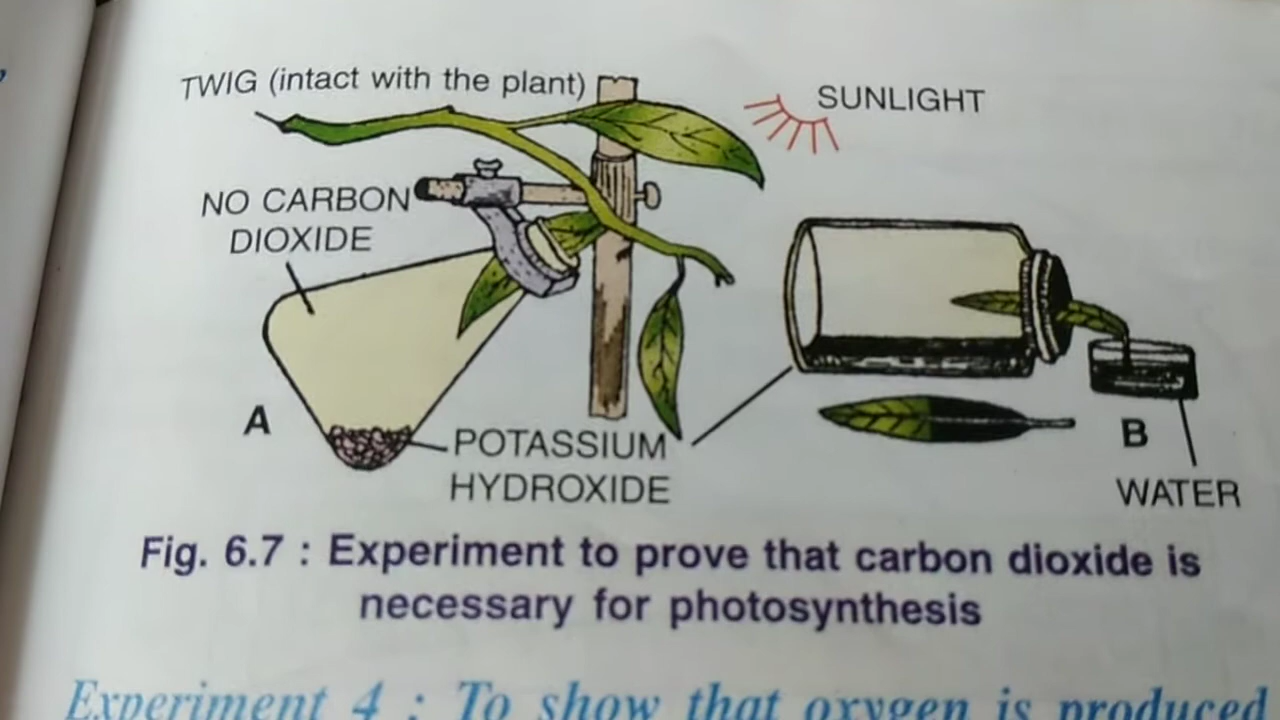 TWIG (intact with the plant)
SUNLIGHT
NO CARBON
DIOXIDE
A
POTASSIUM
HYDROXIDE
B
WATER
Fig. 6.7 : Experiment to prove that carbon dioxide is
necessary for photosynthesis
Experiment 4 : To show that oxygen is produced